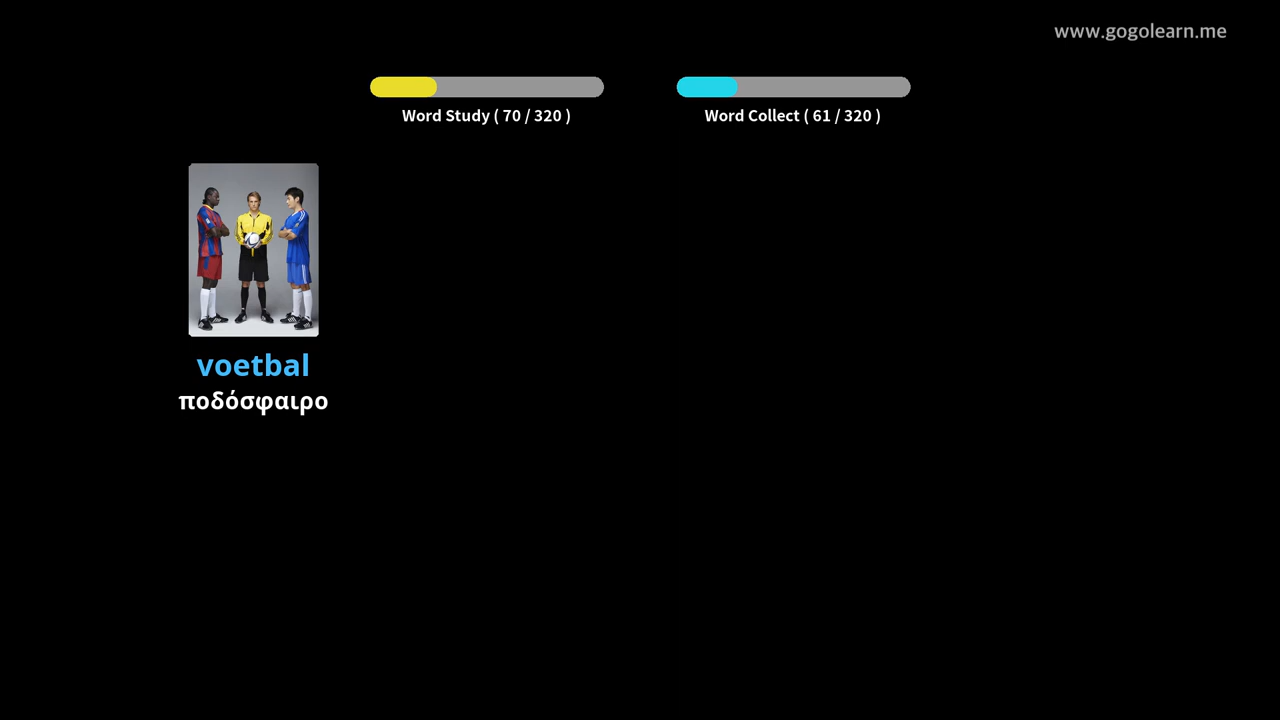 www.gogolearn.me
Word Study ( 70 / 320 )
Word Collect ( 61 / 320 )
voetbal
ποδόσφαιρο